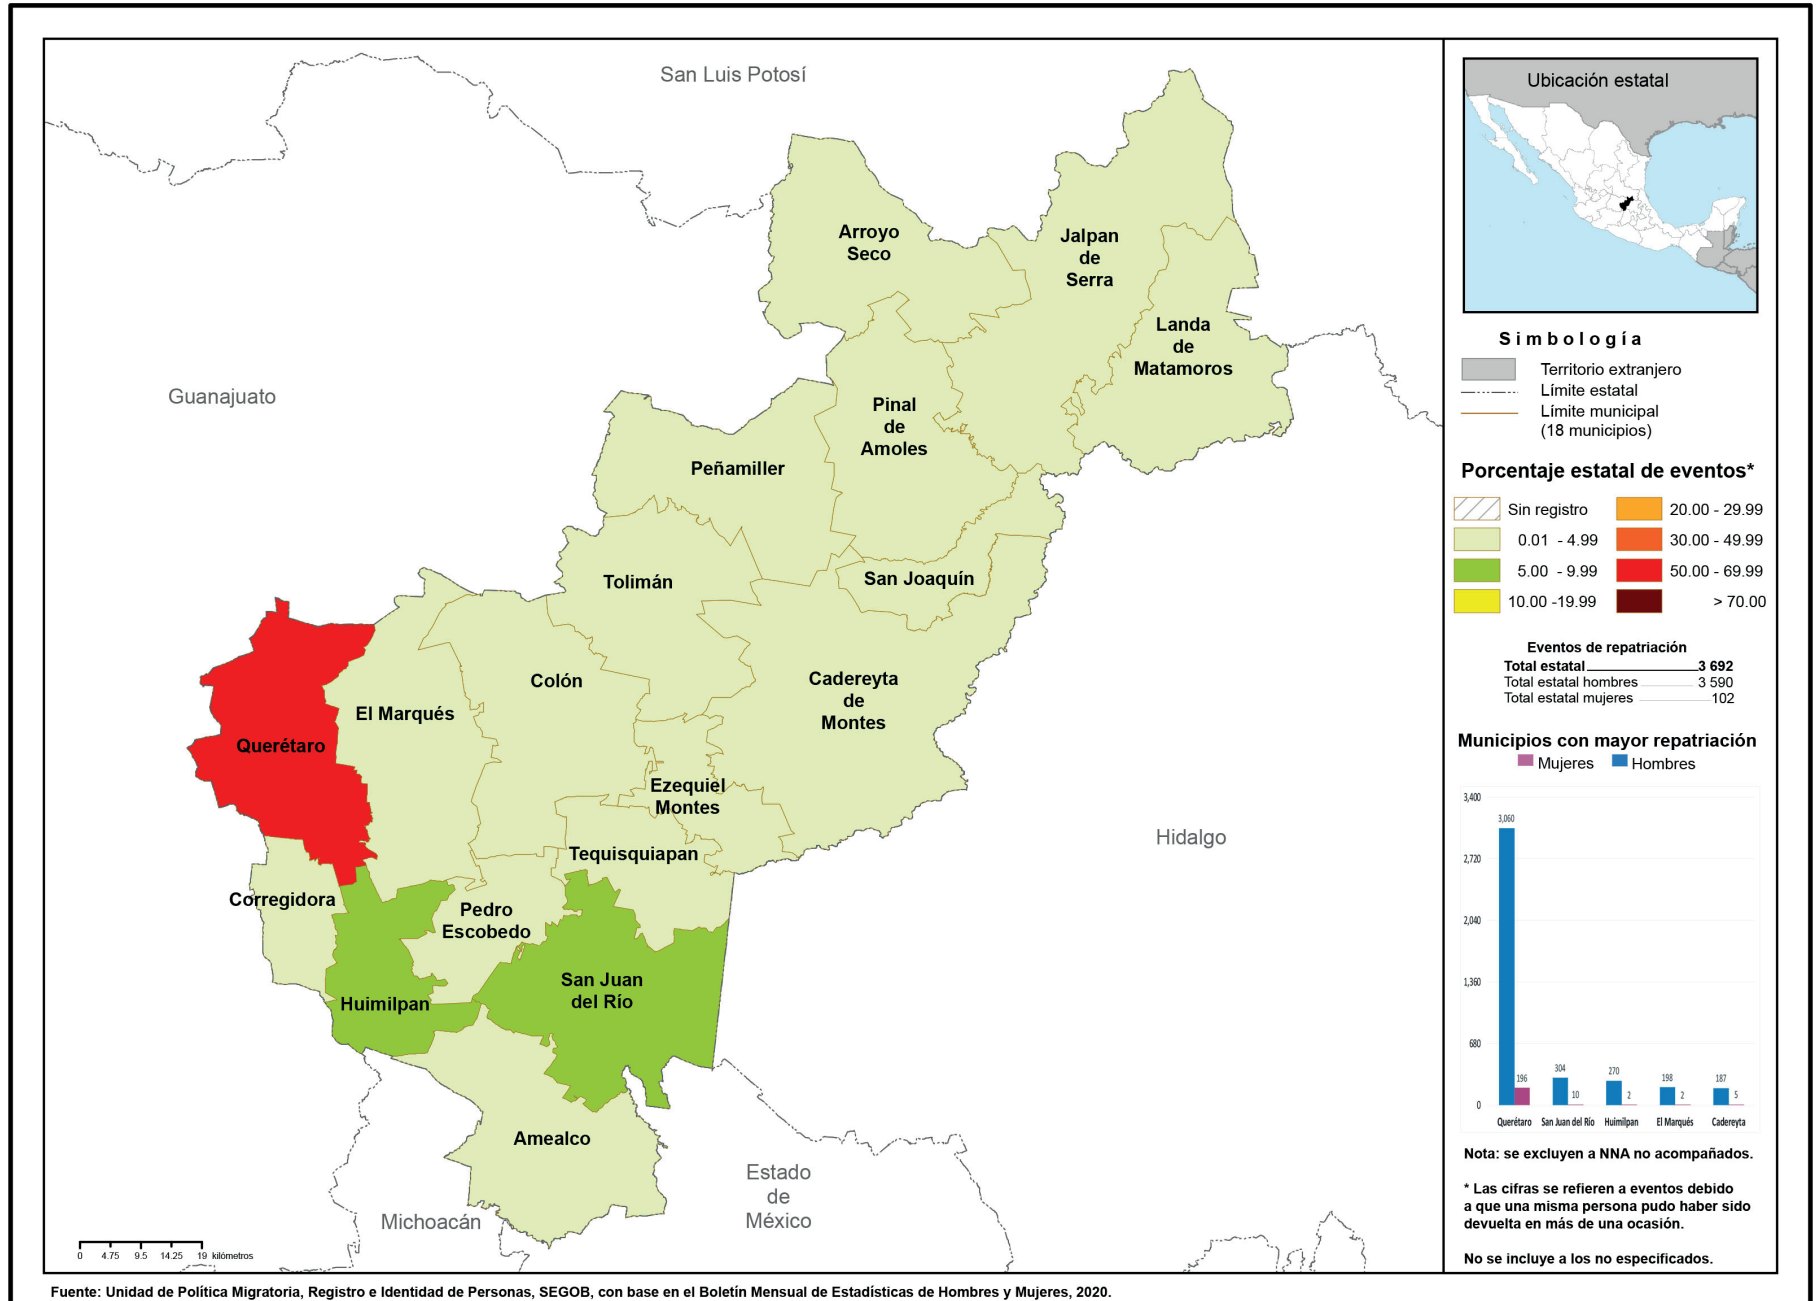 San Luis Potosí
Guanajuato
Arroyo
Seco
Jalpan
de
Serra
Landa
de
Matamoros
Pinal
de
Amoles
Peñamiller
San Joaquín
Tolimán
Cadereyta
de
Montes
Colón
El Marqués
Querétaro
Ezequiel
Montes
Tequisquiapan
Corregidora
Pedro
Escobedo
San Juan
del Río
Huimilpan
Amealco
Hidalgo
Estado
de
México
Michoacán
0 4.75 9.5 14.25 19 kilómetros
Ubicación estatal
Simbología
Territorio extranjero
Límite estatal
Límite municipal
(18 municipios)
Porcentaje estatal de eventos*
Sin registro
0.01 - 4.99
5.00 - 9.99
10.00 -19.99
20.00 - 29.99
30.00 - 49.99
50.00 - 69.99
> 70.00
Eventos de repatriación
Total estatal 3 692
Total estatal hombres 3 590
Total estatal mujeres 102
Municipios con mayor repatriación
Mujeres Hombres
3,400
2,720
2,040
1,360
680
0
3,060 196
304 10
270 2
198 2
187 5
Querétaro San Juan del Río Huimilpan El Marqués Cadereyta
Nota: se excluyen a NNA no acompañados.
* Las cifras se refieren a eventos debido
a que una misma persona pudo haber sido
devuelta en más de una ocasión.
No se incluye a los no especificados.
Fuente: Unidad de Política Migratoria, Registro e Identidad de Personas, SEGOB, con base en el Boletín Mensual de Estadísticas de Hombres y Mujeres, 2020.